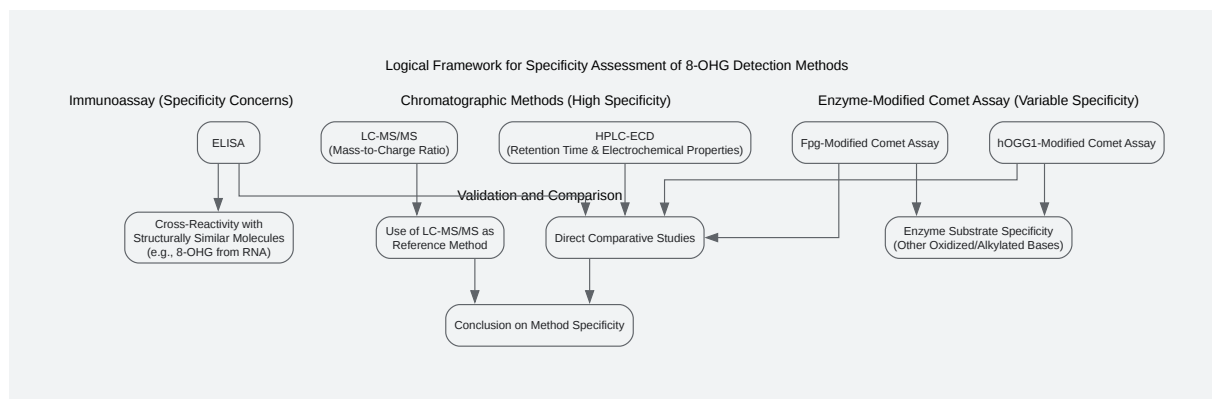 Logical Framework for Specificity Assessment of 8-OHG Detection Methods
Immunoassay (Specificity Concerns)
Chromatographic Methods (High Specificity)
Enzyme-Modified Comet Assay (Variable Specificity)
ELISA
LC-MS/MS
(Mass-to-Charge Ratio)
HPLC-ECD
(Retention Time & Electrochemical Properties)
Fpg-Modified Comet Assay
hOGG1-Modified Comet Assay
Validation and Comparison
Cross-Reactivity with
Structurally Similar Molecules
(e.g., 8-OHG from RNA)
Use of LC-MS/MS as
Reference Method
Direct Comparative Studies
Enzyme Substrate Specificity
(Other Oxidized/Alkylated Bases)
Conclusion on Method Specificity